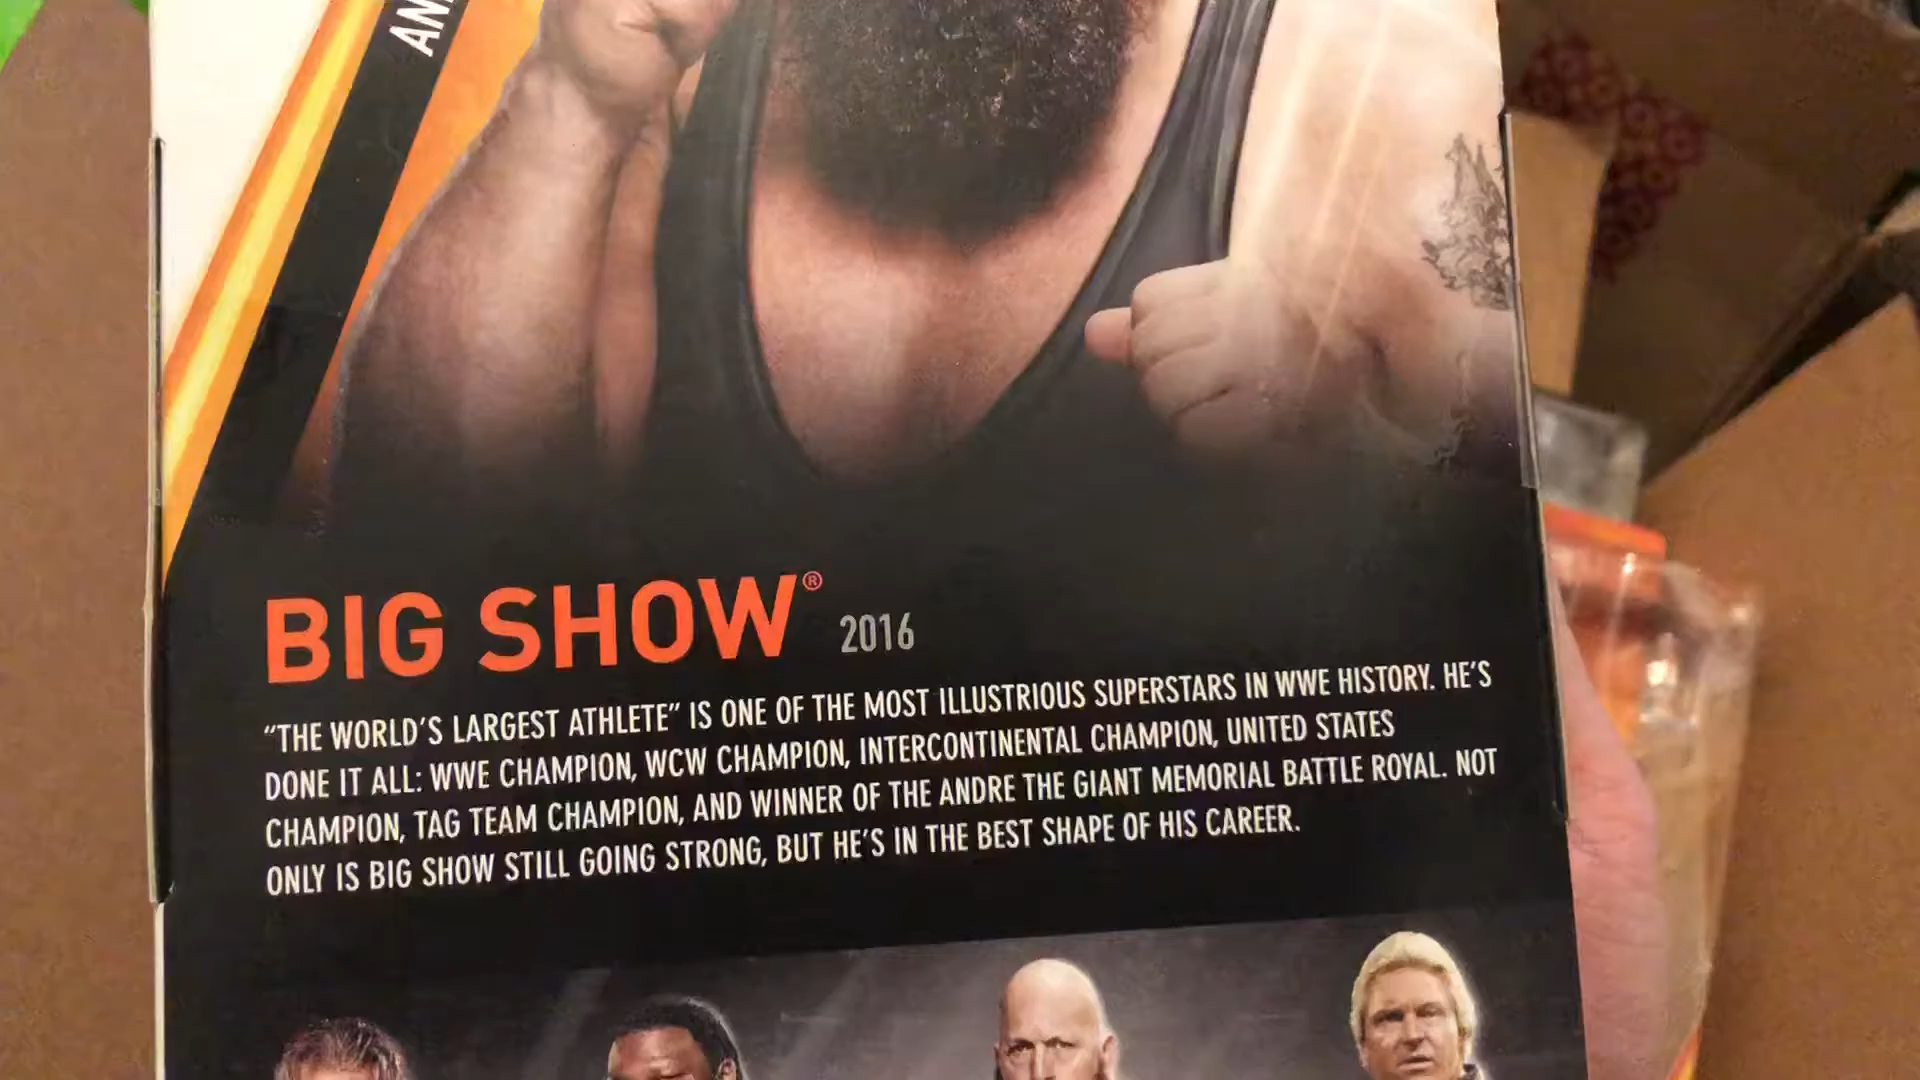 AN
BIG SHOW® 2016
“THE WORLD’S LARGEST ATHLETE” IS ONE OF THE MOST ILLUSTRIOUS SUPERSTARS IN WWE HISTORY. HE’S
DONE IT ALL: WWE CHAMPION, WCW CHAMPION, INTERCONTINENTAL CHAMPION, UNITED STATES
CHAMPION, TAG TEAM CHAMPION, AND WINNER OF THE ANDRE THE GIANT MEMORIAL BATTLE ROYAL. NOT
ONLY IS BIG SHOW STILL GOING STRONG, BUT HE’S IN THE BEST SHAPE OF HIS CAREER.